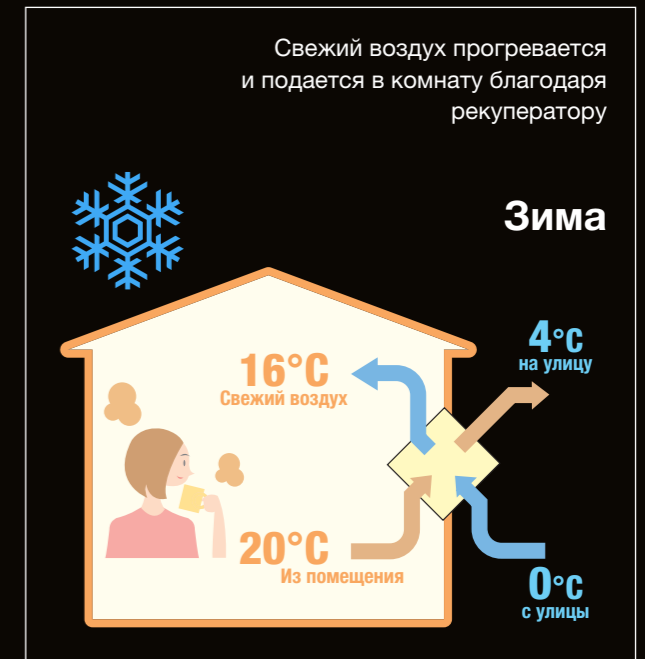 Свежий воздух прогревается
и подается в комнату благодаря
рекуператору
Зима
4°C
на улицу
16°C
Свежий воздух
20°C
Из помещения
0°C
с улицы